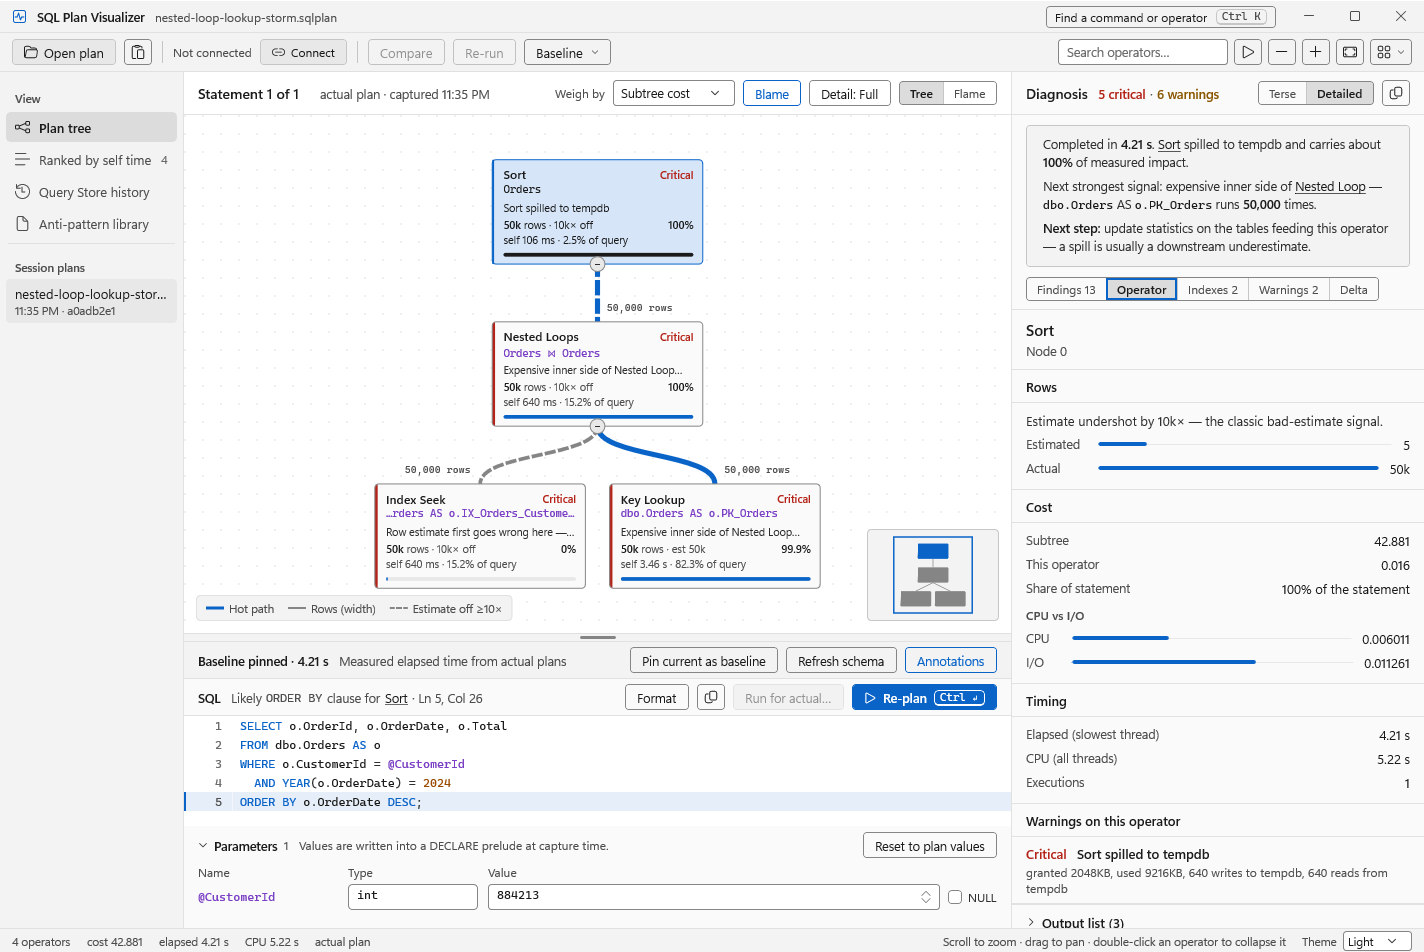 SQL Plan Visualizer nested-loop-lookup-storm.sqlplan
Find a command or operator Ctrl K
Open plan Not connected Connect Compare Re-run Baseline
Search operators...
View
Plan tree
Ranked by self time 4
Query Store history
Anti-pattern library
Session plans
nested-loop-lookup-stor...
11:35 PM · a0adb2e1
Statement 1 of 1 actual plan · captured 11:35 PM Weigh by Subtree cost Blame Detail: Full Tree Flame
Sort Critical
Orders
Sort spilled to tempdb
50k rows · 10k× off 100%
self 106 ms · 2.5% of query
50,000 rows
Nested Loops Critical
Orders ⋈ Orders
Expensive inner side of Nested Loop...
50k rows · 10k× off 100%
self 640 ms · 15.2% of query
50,000 rows
50,000 rows
Index Seek Critical
...rders AS o.IX_Orders_Custome...
Row estimate first goes wrong here —...
50k rows · 10k× off 0%
self 640 ms · 15.2% of query
Key Lookup Critical
dbo.Orders AS o.PK_Orders
Expensive inner side of Nested Loop...
50k rows · est 50k 99.9%
self 3.46 s · 82.3% of query
Hot path Rows (width) Estimate off ≥10×
Baseline pinned · 4.21 s Measured elapsed time from actual plans Pin current as baseline Refresh schema Annotations
SQL Likely ORDER BY clause for Sort · Ln 5, Col 26 Format Run for actual... Re-plan Ctrl ↵
1 SELECT o.OrderId, o.OrderDate, o.Total
2 FROM dbo.Orders AS o
3 WHERE o.CustomerId = @CustomerId
4 AND YEAR(o.OrderDate) = 2024
5 ORDER BY o.OrderDate DESC;
Parameters 1 Values are written into a DECLARE prelude at capture time. Reset to plan values
Name Type Value
@CustomerId int 884213 NULL
Diagnosis 5 critical · 6 warnings Terse Detailed
Completed in 4.21 s. Sort spilled to tempdb and carries about
100% of measured impact.
Next strongest signal: expensive inner side of Nested Loop —
dbo.Orders AS o.PK_Orders runs 50,000 times.
Next step: update statistics on the tables feeding this operator
— a spill is usually a downstream underestimate.
Findings 13 Operator Indexes 2 Warnings 2 Delta
Sort
Node 0
Rows
Estimate undershot by 10k× — the classic bad-estimate signal.
Estimated 5
Actual 50k
Cost
Subtree 42.881
This operator 0.016
Share of statement 100% of the statement
CPU vs I/O
CPU 0.006011
I/O 0.011261
Timing
Elapsed (slowest thread) 4.21 s
CPU (all threads) 5.22 s
Executions 1
Warnings on this operator
Critical Sort spilled to tempdb
granted 2048KB, used 9216KB, 640 writes to tempdb, 640 reads from
tempdb
Output list (3)
4 operators cost 42.881 elapsed 4.21 s CPU 5.22 s actual plan
Scroll to zoom · drag to pan · double-click an operator to collapse it Theme Light